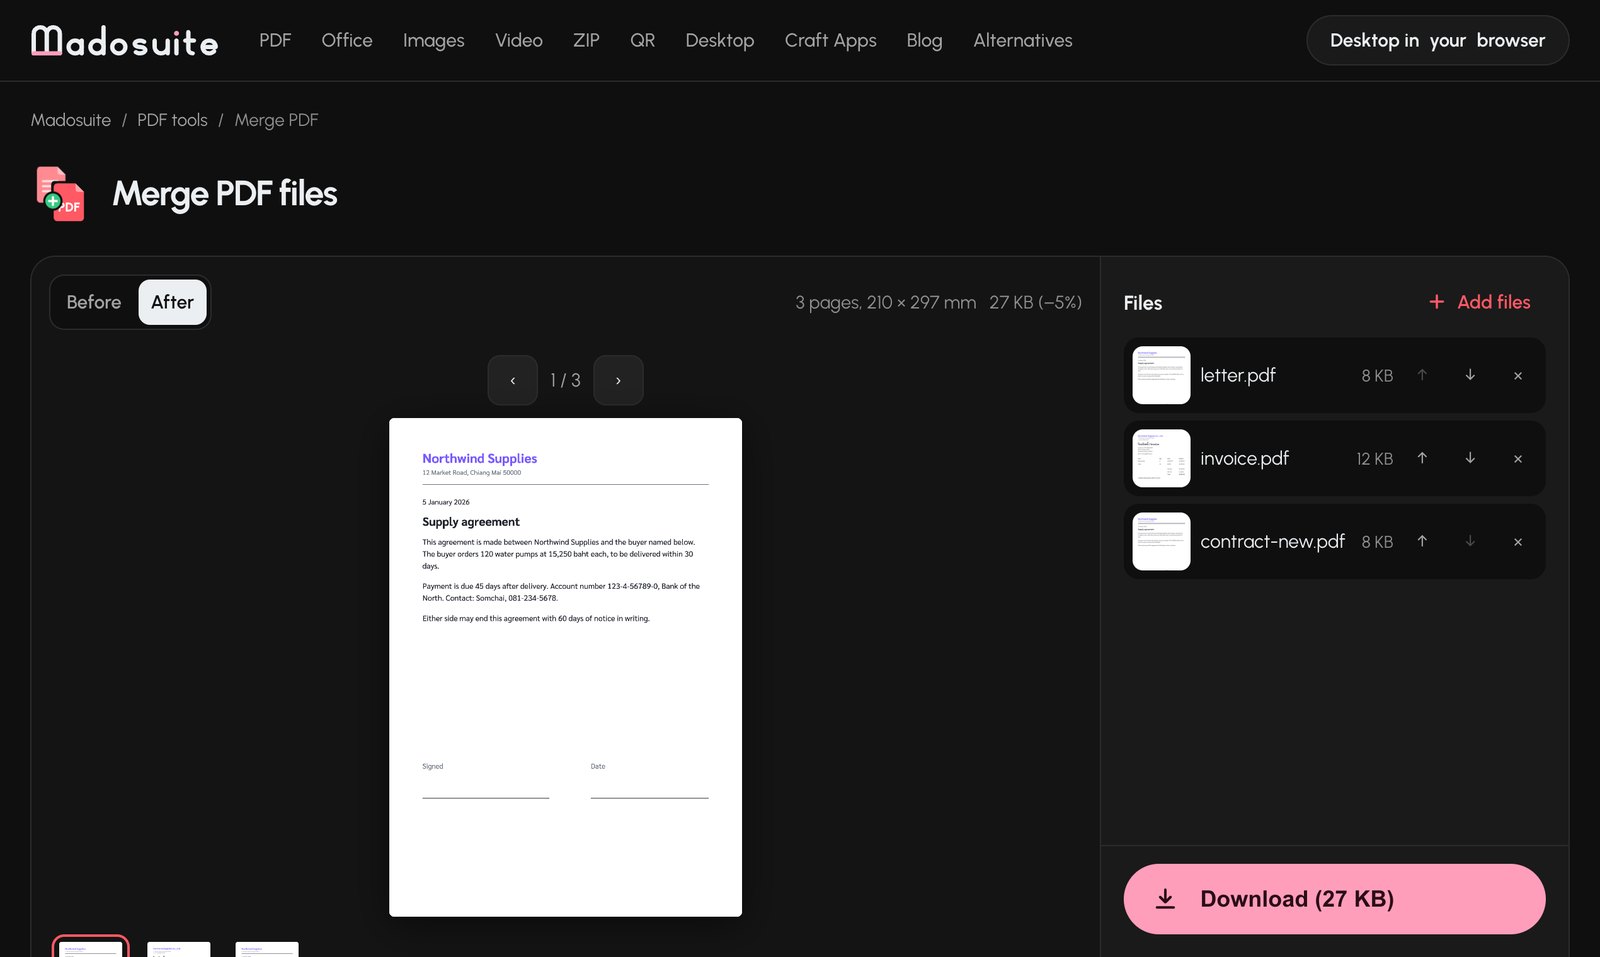 Madosuite
PDF Office Images Video ZIP QR Desktop Craft Apps Blog Alternatives
Desktop in your browser
Madosuite / PDF tools / Merge PDF
PDF
Merge PDF files
Before After
3 pages, 210 × 297 mm 27 KB (−5%)
‹ 1 / 3 ›
Northwind Supplies
12 Market Road, Chiang Mai 50000
5 January 2026
Supply agreement
This agreement is made between Northwind Supplies and the buyer named below.
The buyer orders 120 water pumps at 15,250 baht each, to be delivered within 30
days.
Payment is due 45 days after delivery. Account number 123-4-56789-0, Bank of the
North. Contact: Somchai, 081-234-5678.
Either side may end this agreement with 60 days of notice in writing.
Signed Date
Files
+ Add files
letter.pdf 8 KB ↑ ↓ ×
invoice.pdf 12 KB ↑ ↓ ×
contract-new.pdf 8 KB ↑ ↓ ×
Download (27 KB)